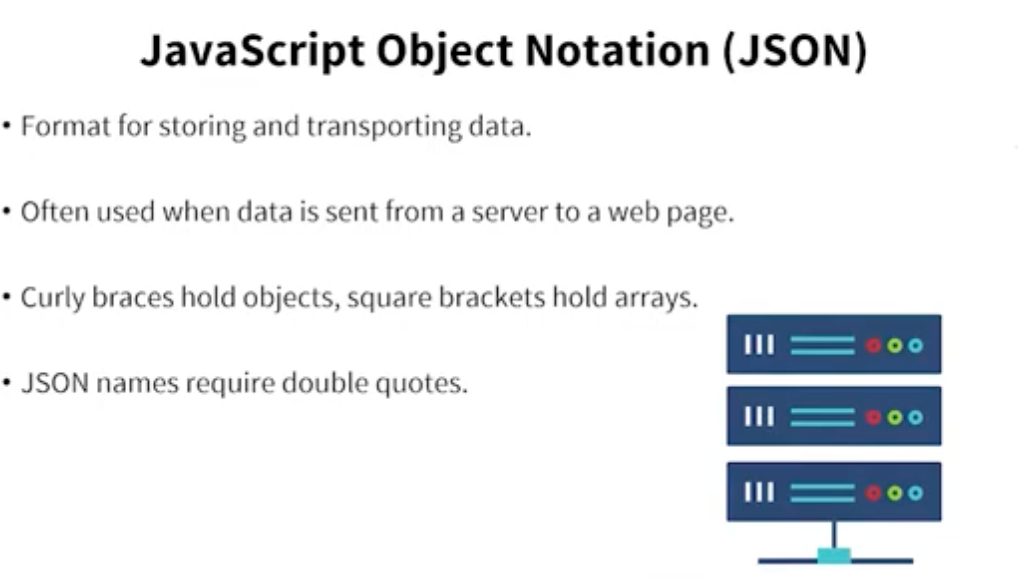 JavaScript Object Notation (JSON)
• Format for storing and transporting data.
• Often used when data is sent from a server to a web page.
• Curly braces hold objects, square brackets hold arrays.
• JSON names require double quotes.